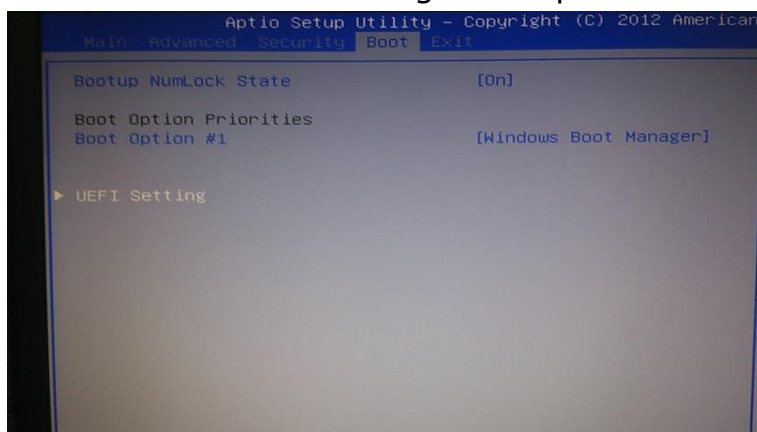 Aptio Setup Utility – Copyright (C) 2012 American
Main Advanced Security Boot Exit
Bootup NumLock State [On]
Boot Option Priorities
Boot Option #1 [Windows Boot Manager]
► UEFI Setting